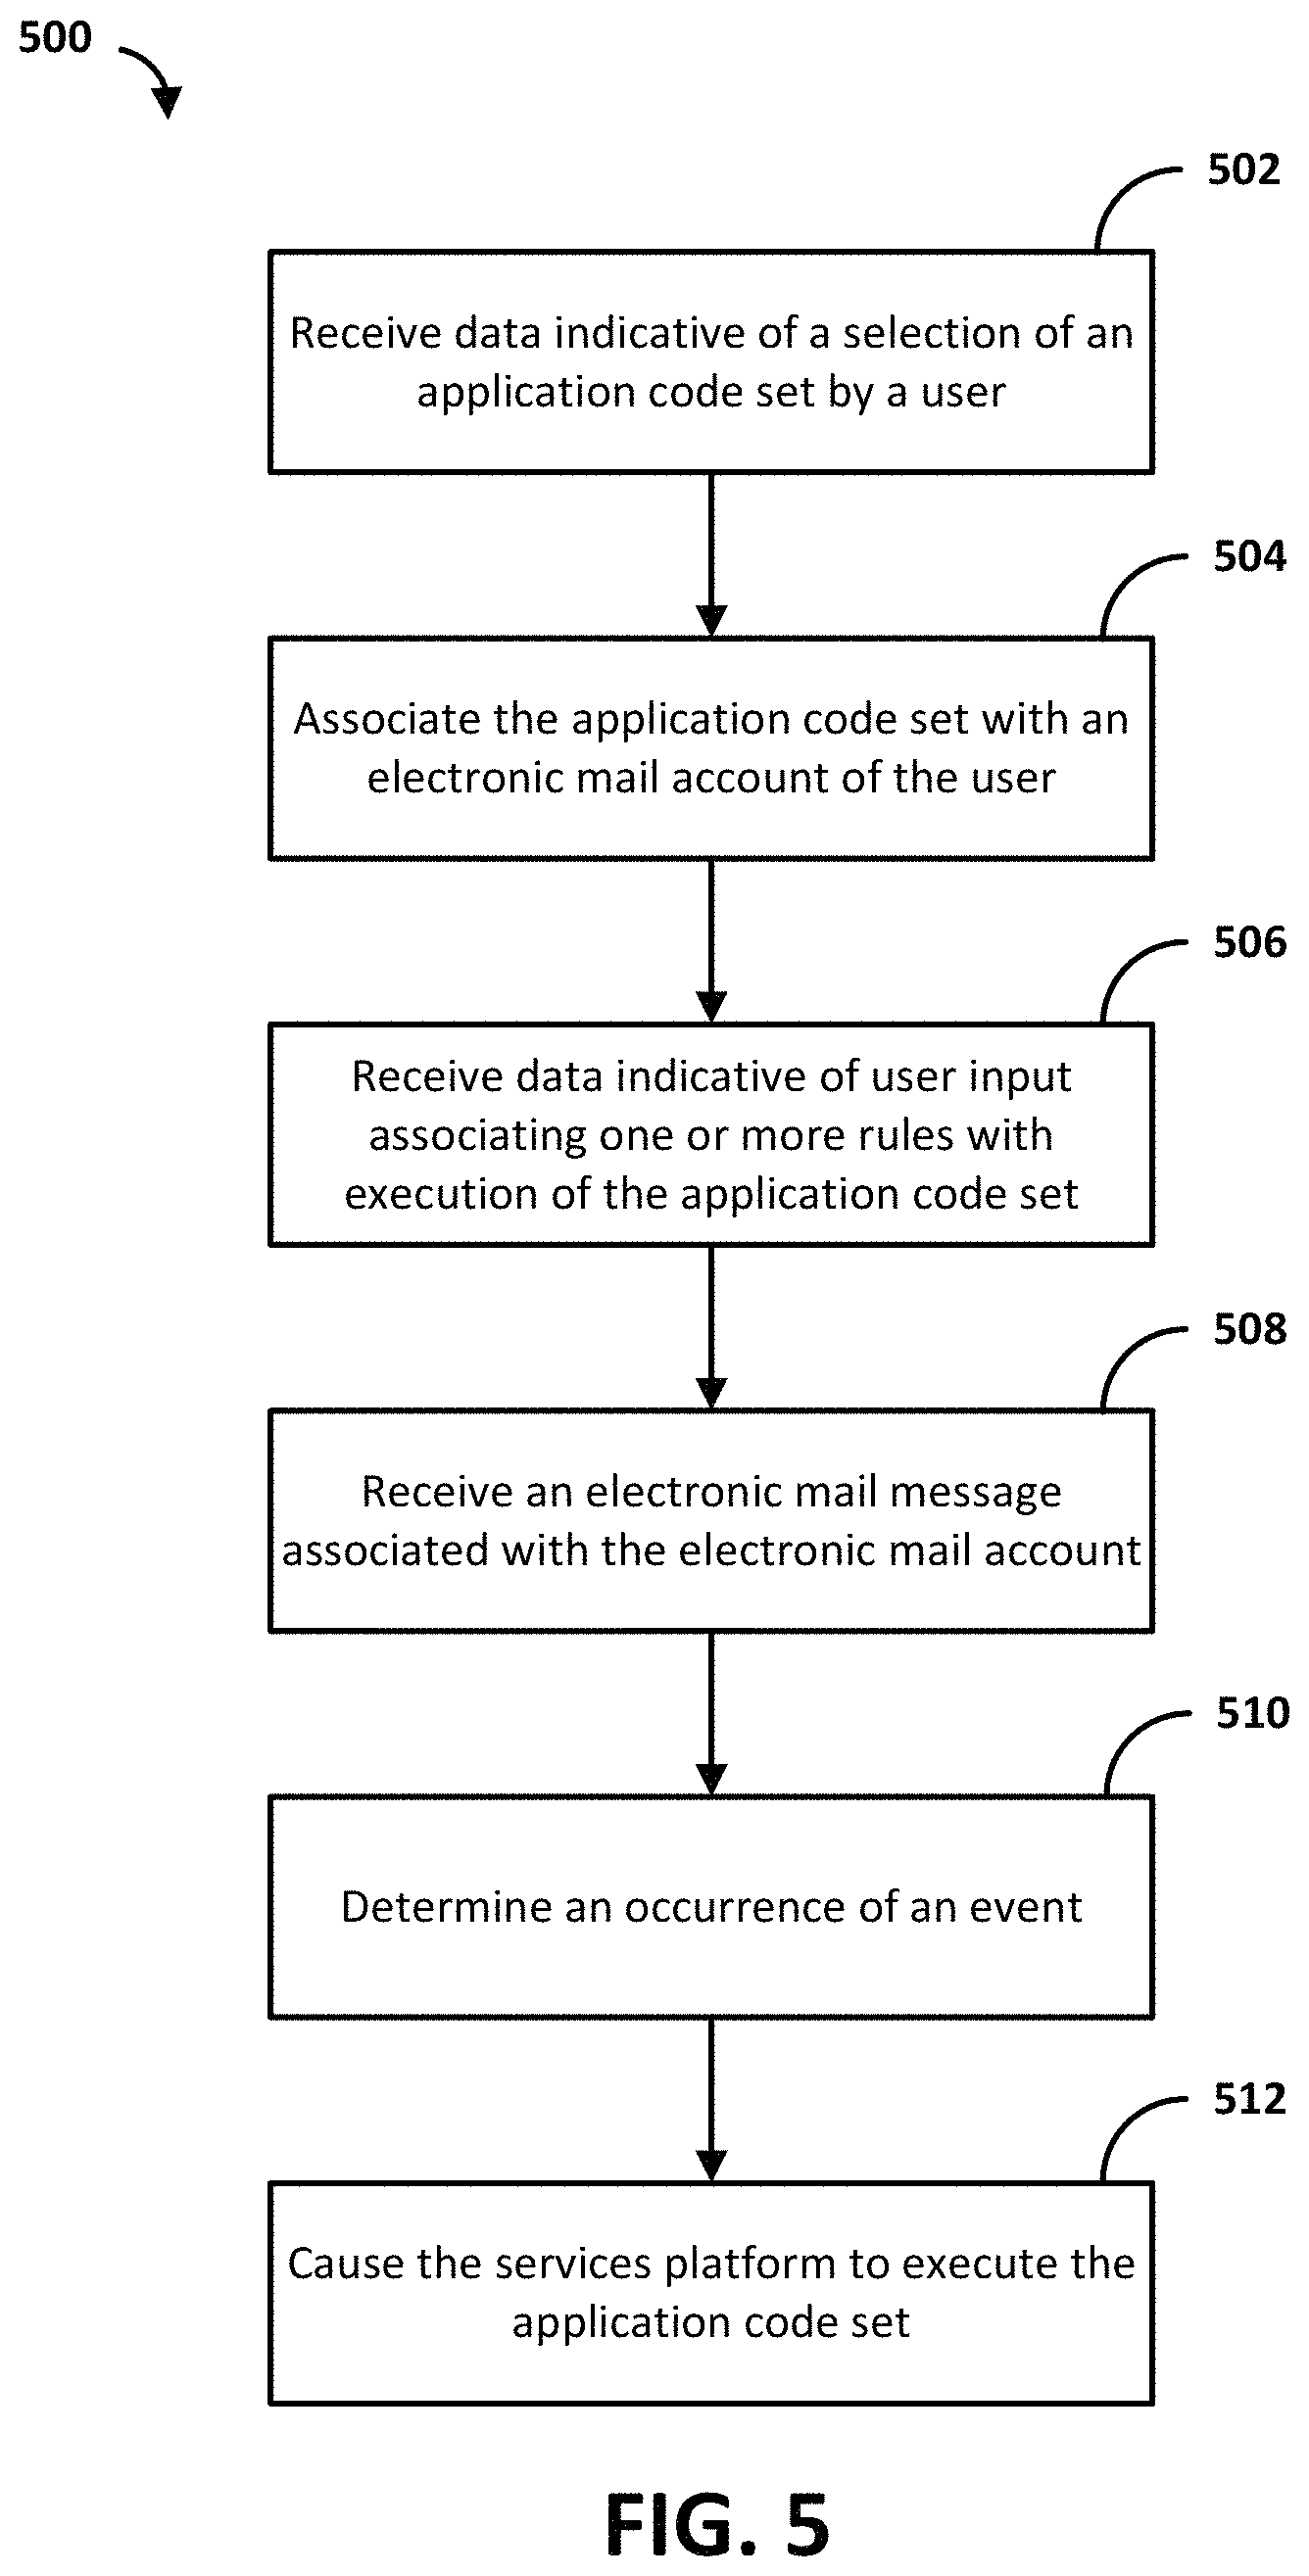 500
502
Receive data indicative of a selection of an
application code set by a user
504
Associate the application code set with an
electronic mail account of the user
506
Receive data indicative of user input
associating one or more rules with
execution of the application code set
508
Receive an electronic mail message
associated with the electronic mail account
510
Determine an occurrence of an event
512
Cause the services platform to execute the
application code set
FIG. 5